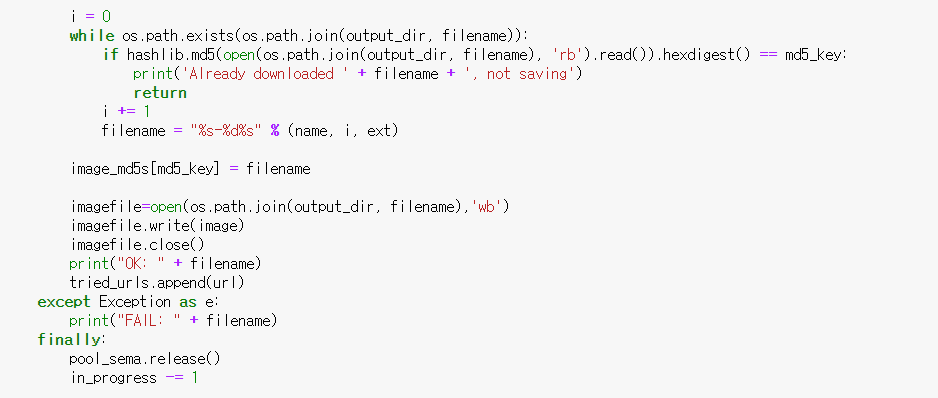 i = 0
while os.path.exists(os.path.join(output_dir, filename)):
if hashlib.md5(open(os.path.join(output_dir, filename), 'rb').read()).hexdigest() == md5_key:
print('Already downloaded ' + filename + ', not saving')
return
i += 1
filename = "%s-%d%s" % (name, i, ext)
image_md5s[md5_key] = filename
imagefile=open(os.path.join(output_dir, filename),'wb')
imagefile.write(image)
imagefile.close()
print("OK: " + filename)
tried_urls.append(url)
except Exception as e:
print("FAIL: " + filename)
finally:
pool_sema.release()
in_progress -= 1